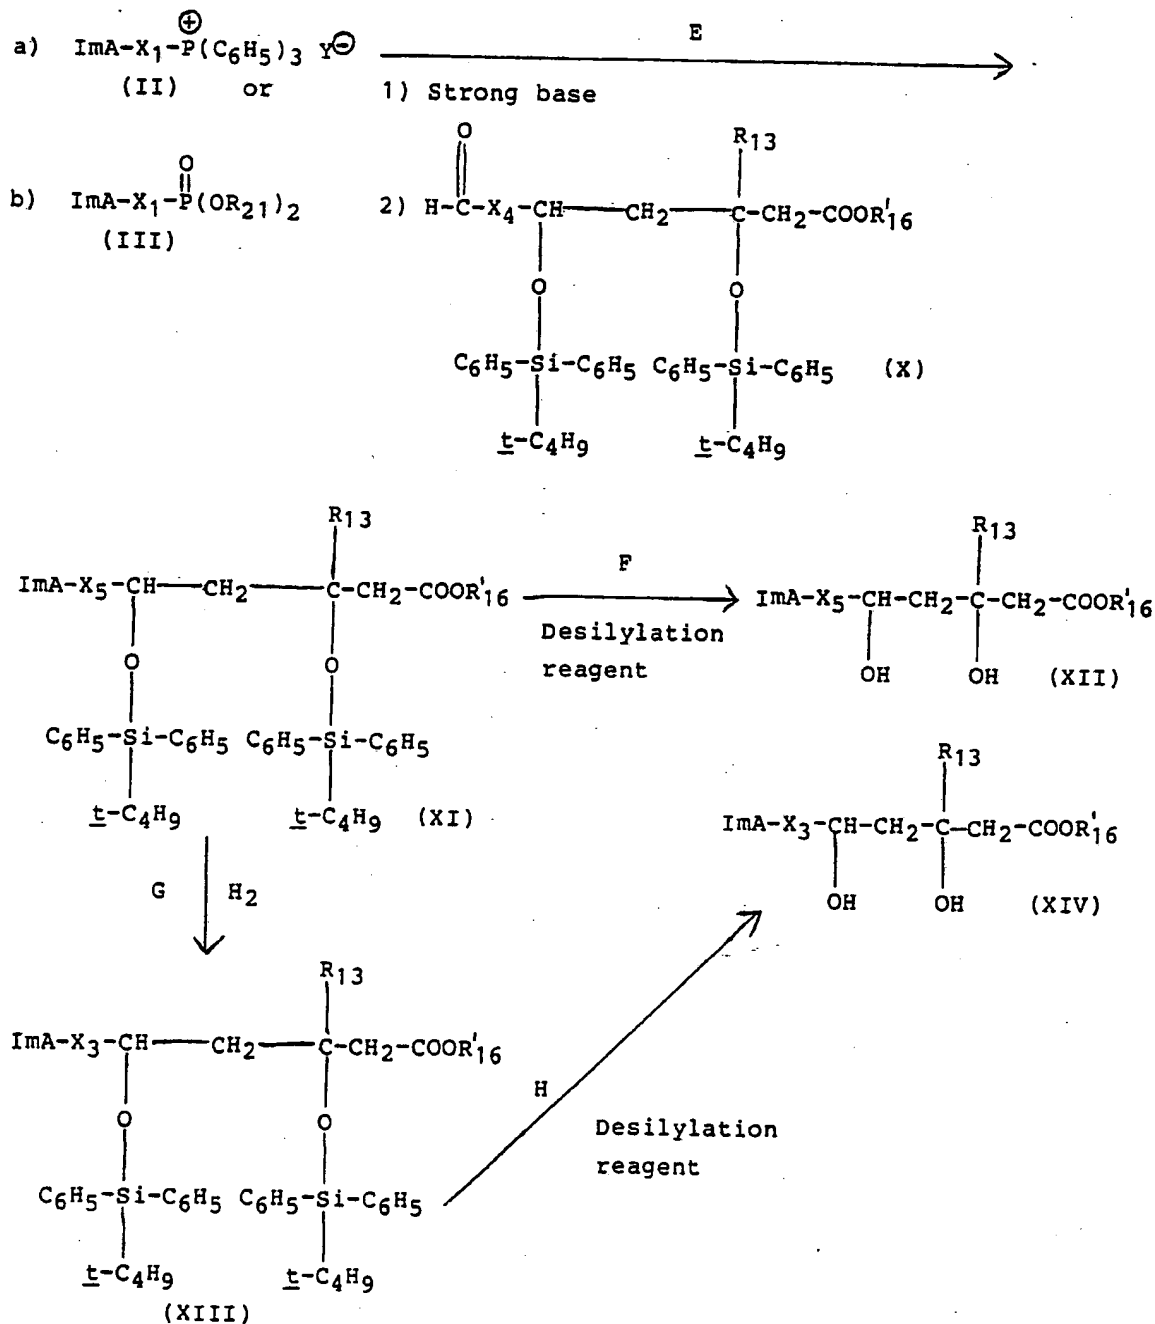 a) ImA-X₁-P⊕(C₆H₅)₃ Y⊖
E
(II) or
1) Strong base
b) ImA-X₁-P(=O)(OR₂₁)₂
(III)
2) H-C-X₄-CH-CH₂-C-CH₂-COOR'₁₆
O
R₁₃
O O
C₆H₅-Si-C₆H₅ C₆H₅-Si-C₆H₅ (X)
t-C₄H₉ t-C₄H₉
R₁₃
ImA-X₅-CH-CH₂-C-CH₂-COOR'₁₆
O O
C₆H₅-Si-C₆H₅ C₆H₅-Si-C₆H₅
t-C₄H₉ t-C₄H₉ (XI)
F
Desilylation
reagent
R₁₃
ImA-X₅-CH-CH₂-C-CH₂-COOR'₁₆
OH OH (XII)
G H₂
R₁₃
ImA-X₃-CH-CH₂-C-CH₂-COOR'₁₆
OH OH (XIV)
R₁₃
ImA-X₃-CH-CH₂-C-CH₂-COOR'₁₆
O O
C₆H₅-Si-C₆H₅ C₆H₅-Si-C₆H₅
t-C₄H₉ t-C₄H₉
(XIII)
H
Desilylation
reagent